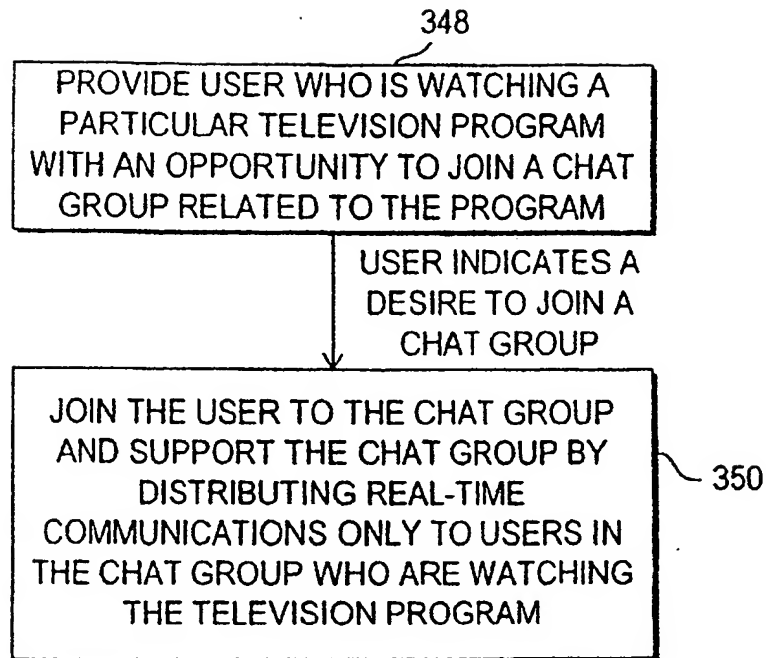 348
PROVIDE USER WHO IS WATCHING A
PARTICULAR TELEVISION PROGRAM
WITH AN OPPORTUNITY TO JOIN A CHAT
GROUP RELATED TO THE PROGRAM
USER INDICATES A
DESIRE TO JOIN A
CHAT GROUP
JOIN THE USER TO THE CHAT GROUP
AND SUPPORT THE CHAT GROUP BY
DISTRIBUTING REAL-TIME
COMMUNICATIONS ONLY TO USERS IN
THE CHAT GROUP WHO ARE WATCHING
THE TELEVISION PROGRAM
350